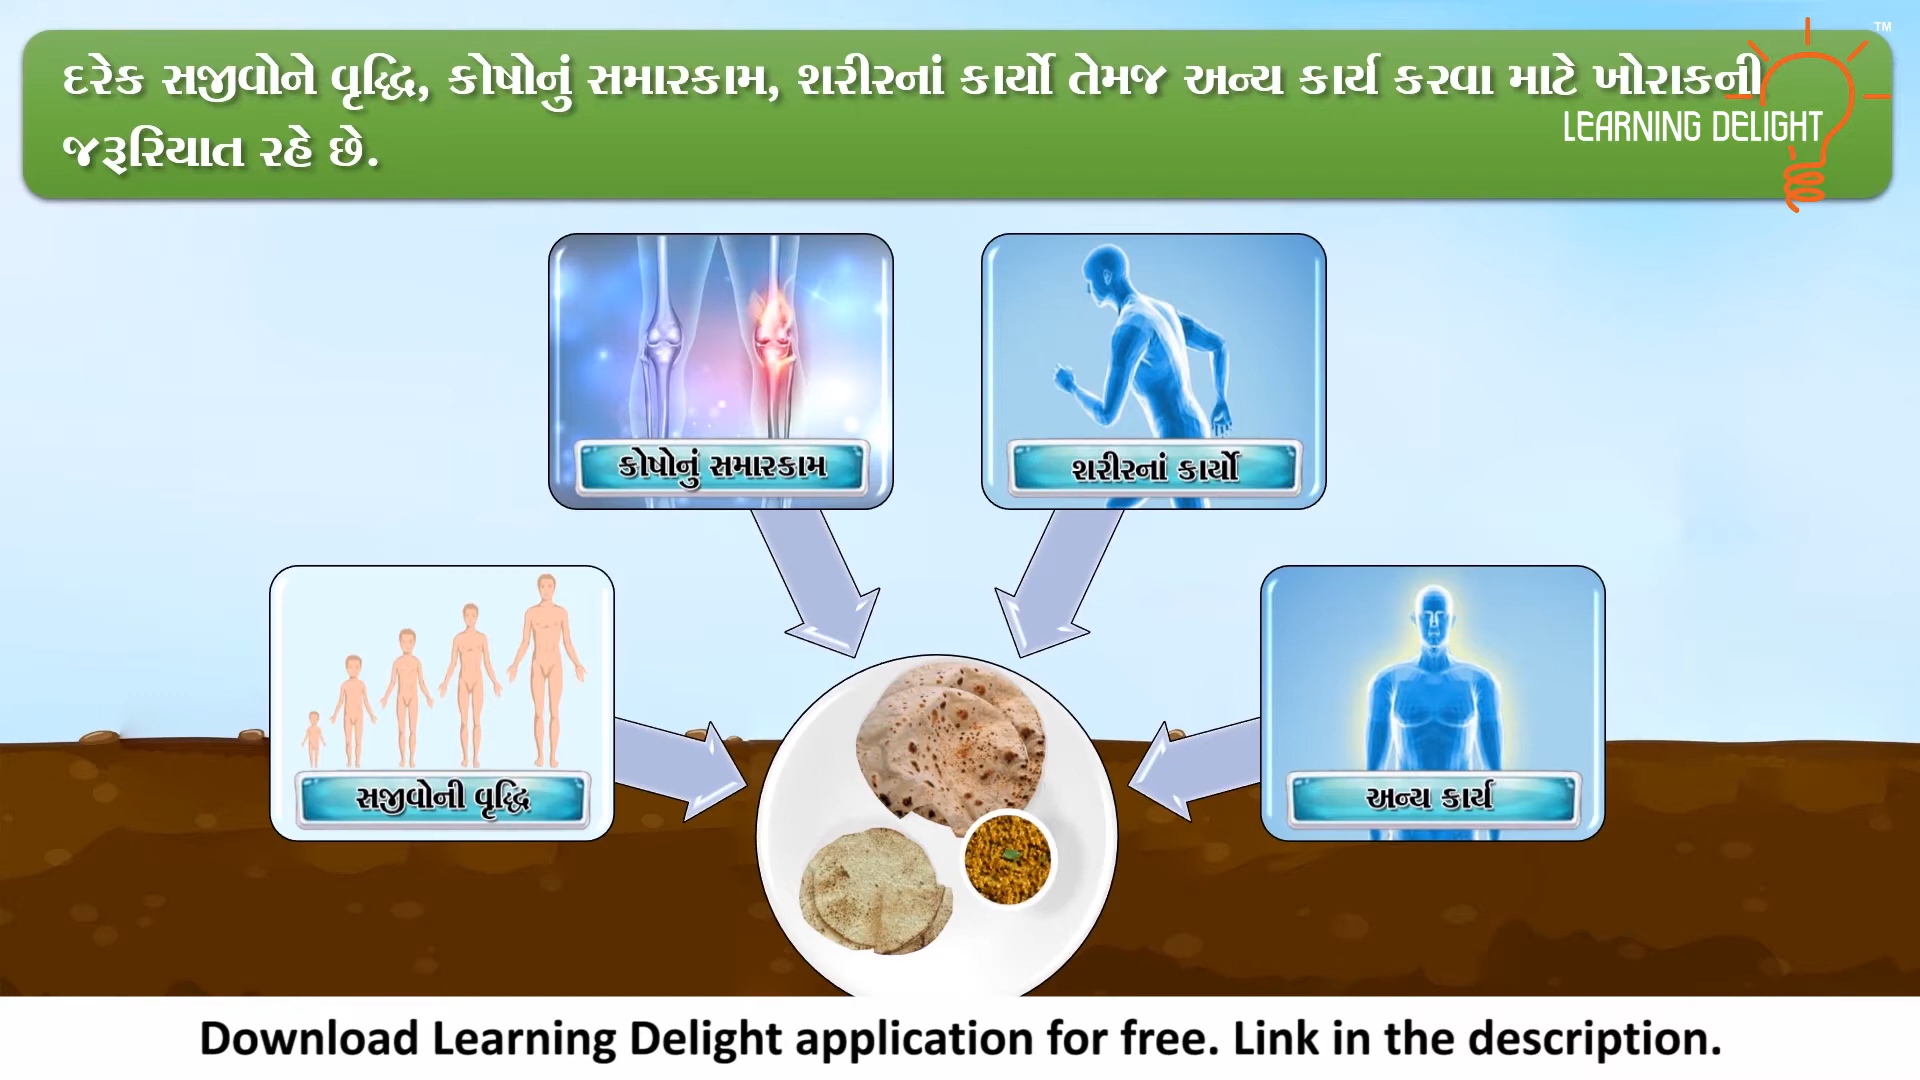 દરેક સજીવોને વૃદ્ધિ, કોષોનું સમારકામ, શરીરનાં કાર્યો તેમજ અન્ય કાર્ય કરવા માટે ખોરાકની
જરૂરિયાત રહે છે.
LEARNING DELIGHT
TM
કોષોનું સમારકામ
શરીરનાં કાર્યો
સજીવોની વૃદ્ધિ
અન્ય કાર્ય
Download Learning Delight application for free. Link in the description.